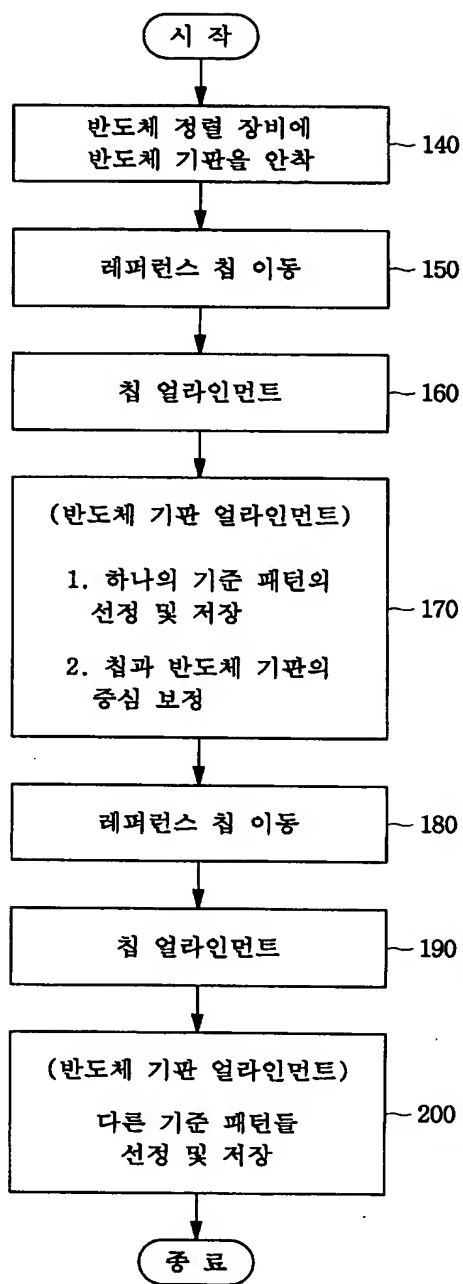 시 작
반도체 정렬 장비에
반도체 기판을 안착
140
레퍼런스 칩 이동
150
칩 얼라인먼트
160
(반도체 기판 얼라인먼트)
1. 하나의 기준 패턴의
선정 및 저장
2. 칩과 반도체 기판의
중심 보정
170
레퍼런스 칩 이동
180
칩 얼라인먼트
190
(반도체 기판 얼라인먼트)
다른 기준 패턴들
선정 및 저장
200
종 료